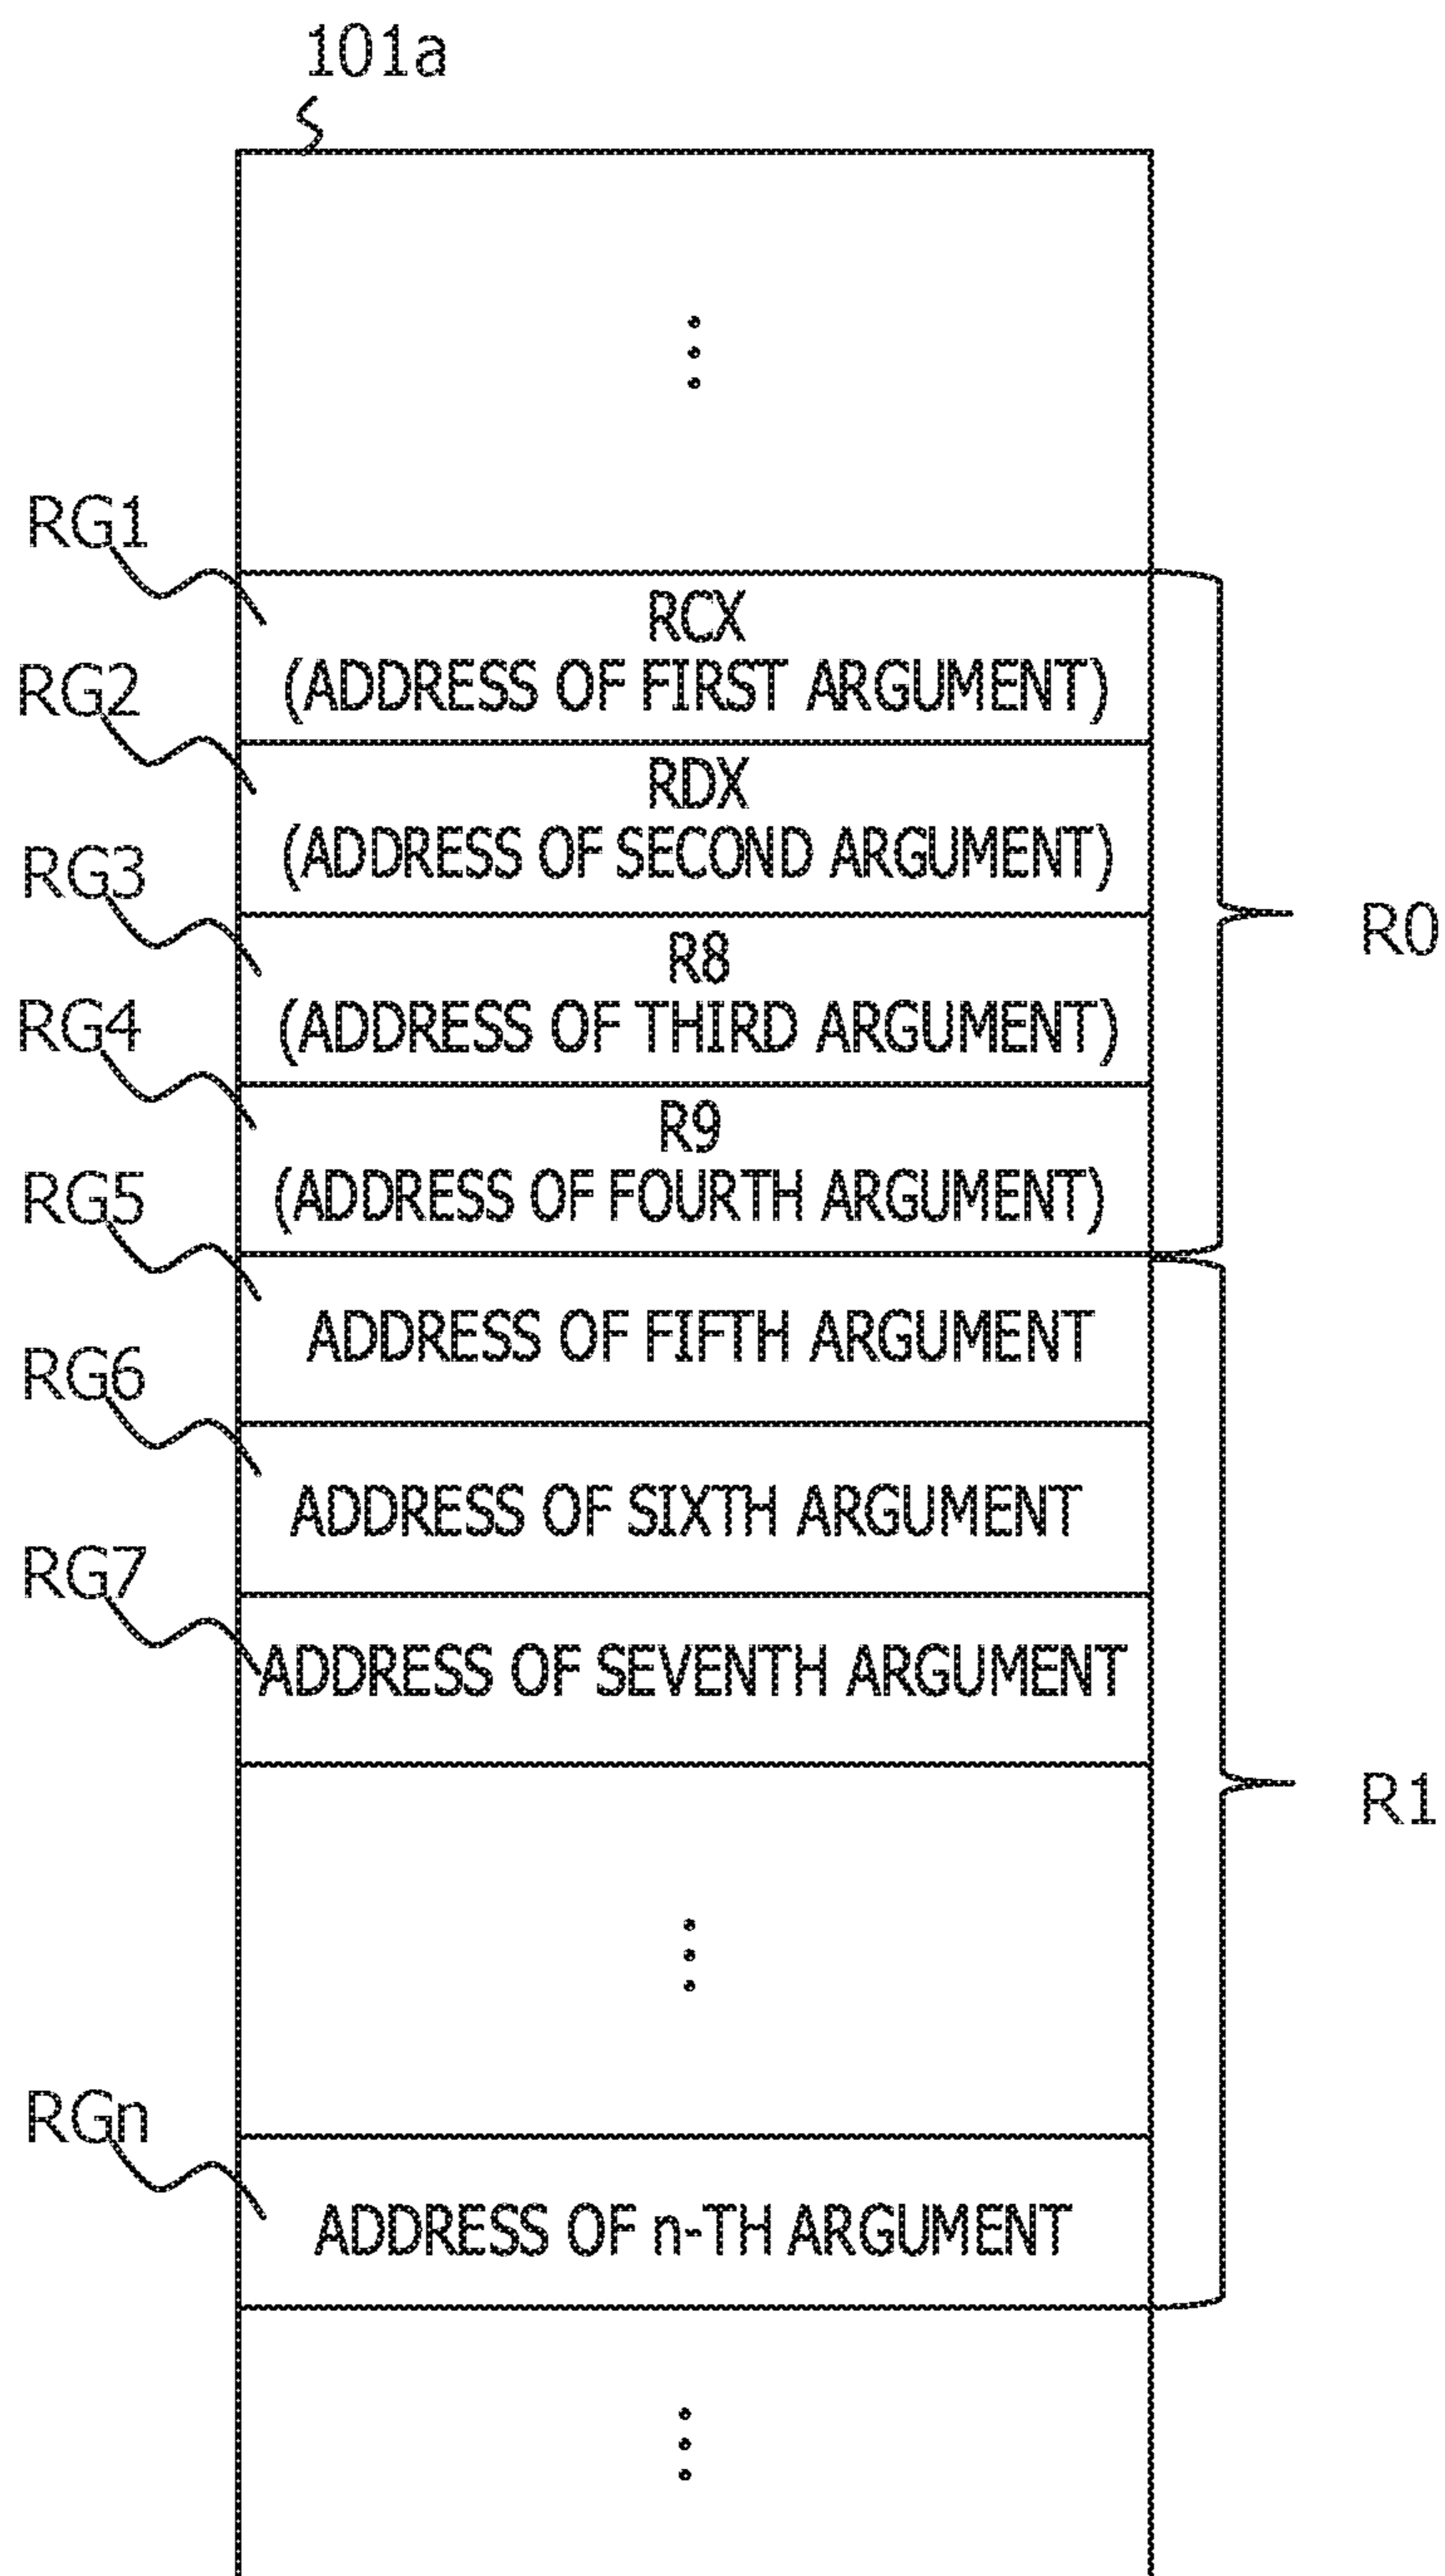 101a
RG1
RCX
(ADDRESS OF FIRST ARGUMENT)
RG2
RDX
(ADDRESS OF SECOND ARGUMENT)
RG3
R0
R8
(ADDRESS OF THIRD ARGUMENT)
RG4
R9
(ADDRESS OF FOURTH ARGUMENT)
RG5
ADDRESS OF FIFTH ARGUMENT
RG6
ADDRESS OF SIXTH ARGUMENT
RG7
ADDRESS OF SEVENTH ARGUMENT
R1
RGn
ADDRESS OF n-TH ARGUMENT